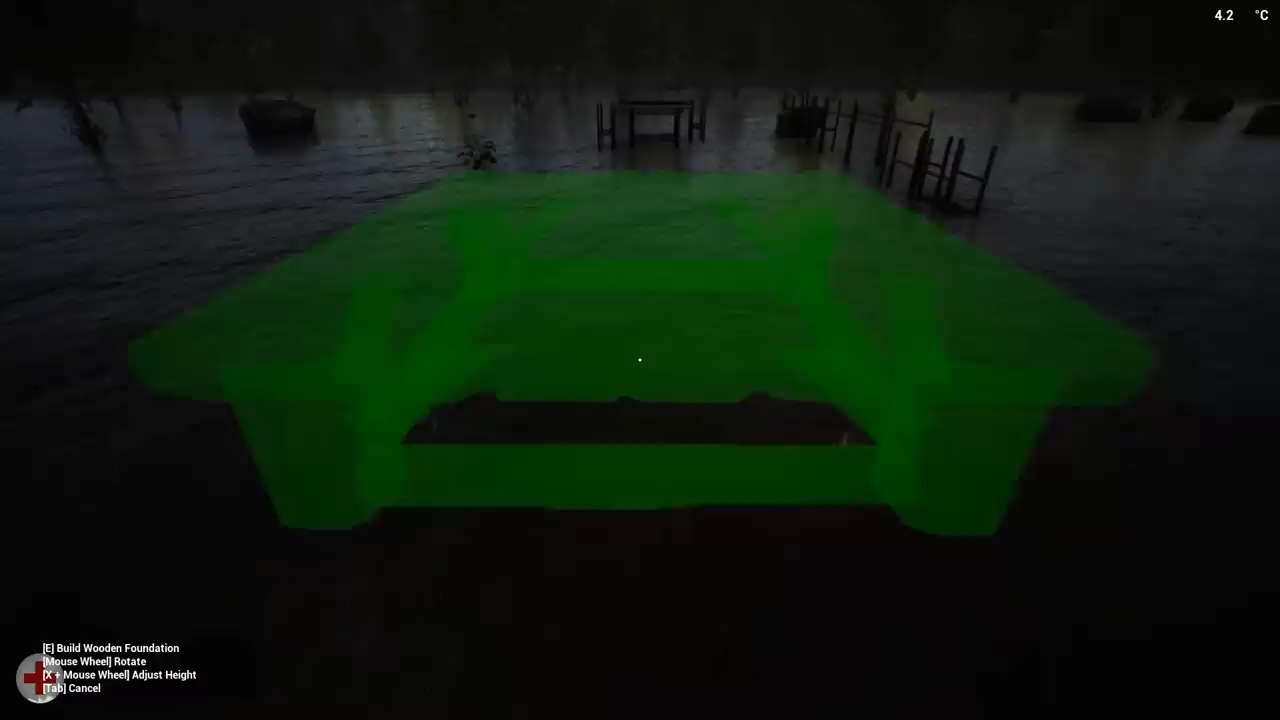 4.2 °C
[E] Build Wooden Foundation
[Mouse Wheel] Rotate
[X + Mouse Wheel] Adjust Height
[Tab] Cancel